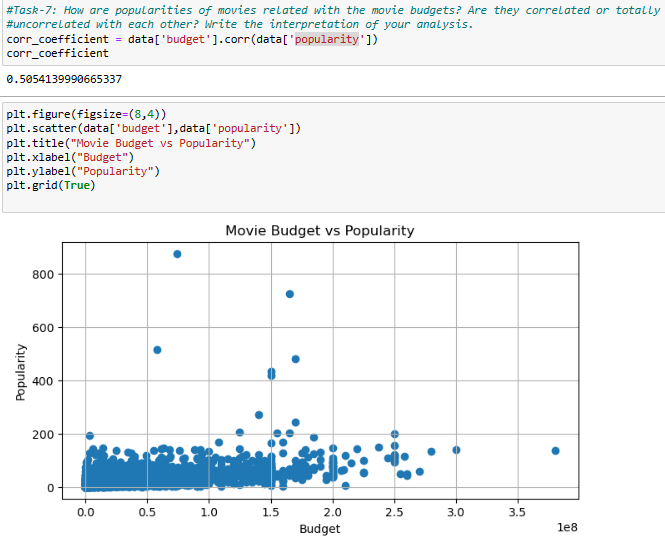 #Task-7: How are popularities of movies related with the movie budgets? Are they correlated or totally
#uncorrelated with each other? Write the interpretation of your analysis.
corr_coefficient = data['budget'].corr(data['popularity'])
corr_coefficient
0.5054139990665337
plt.figure(figsize=(8,4))
plt.scatter(data['budget'],data['popularity'])
plt.title("Movie Budget vs Popularity")
plt.xlabel("Budget")
plt.ylabel("Popularity")
plt.grid(True)
Movie Budget vs Popularity
800
600
400
200
0
Popularity
0.0 0.5 1.0 1.5 2.0 2.5 3.0 3.5
1e8
Budget